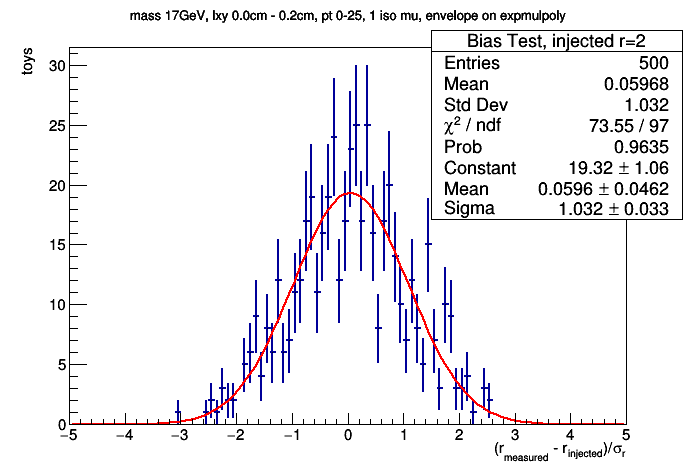 mass 17GeV, lxy 0.0cm - 0.2cm, pt 0-25, 1 iso mu, envelope on expmulpoly
toys
Bias Test, injected r=2
Entries 500
Mean 0.05968
Std Dev 1.032
χ² / ndf 73.55 / 97
Prob 0.9635
Constant 19.32 ± 1.06
Mean 0.0596 ± 0.0462
Sigma 1.032 ± 0.033
30
25
20
15
10
5
0
−5 −4 −3 −2 −1 0 1 2 3 4 5
(r_measured - r_injected)/σ_r